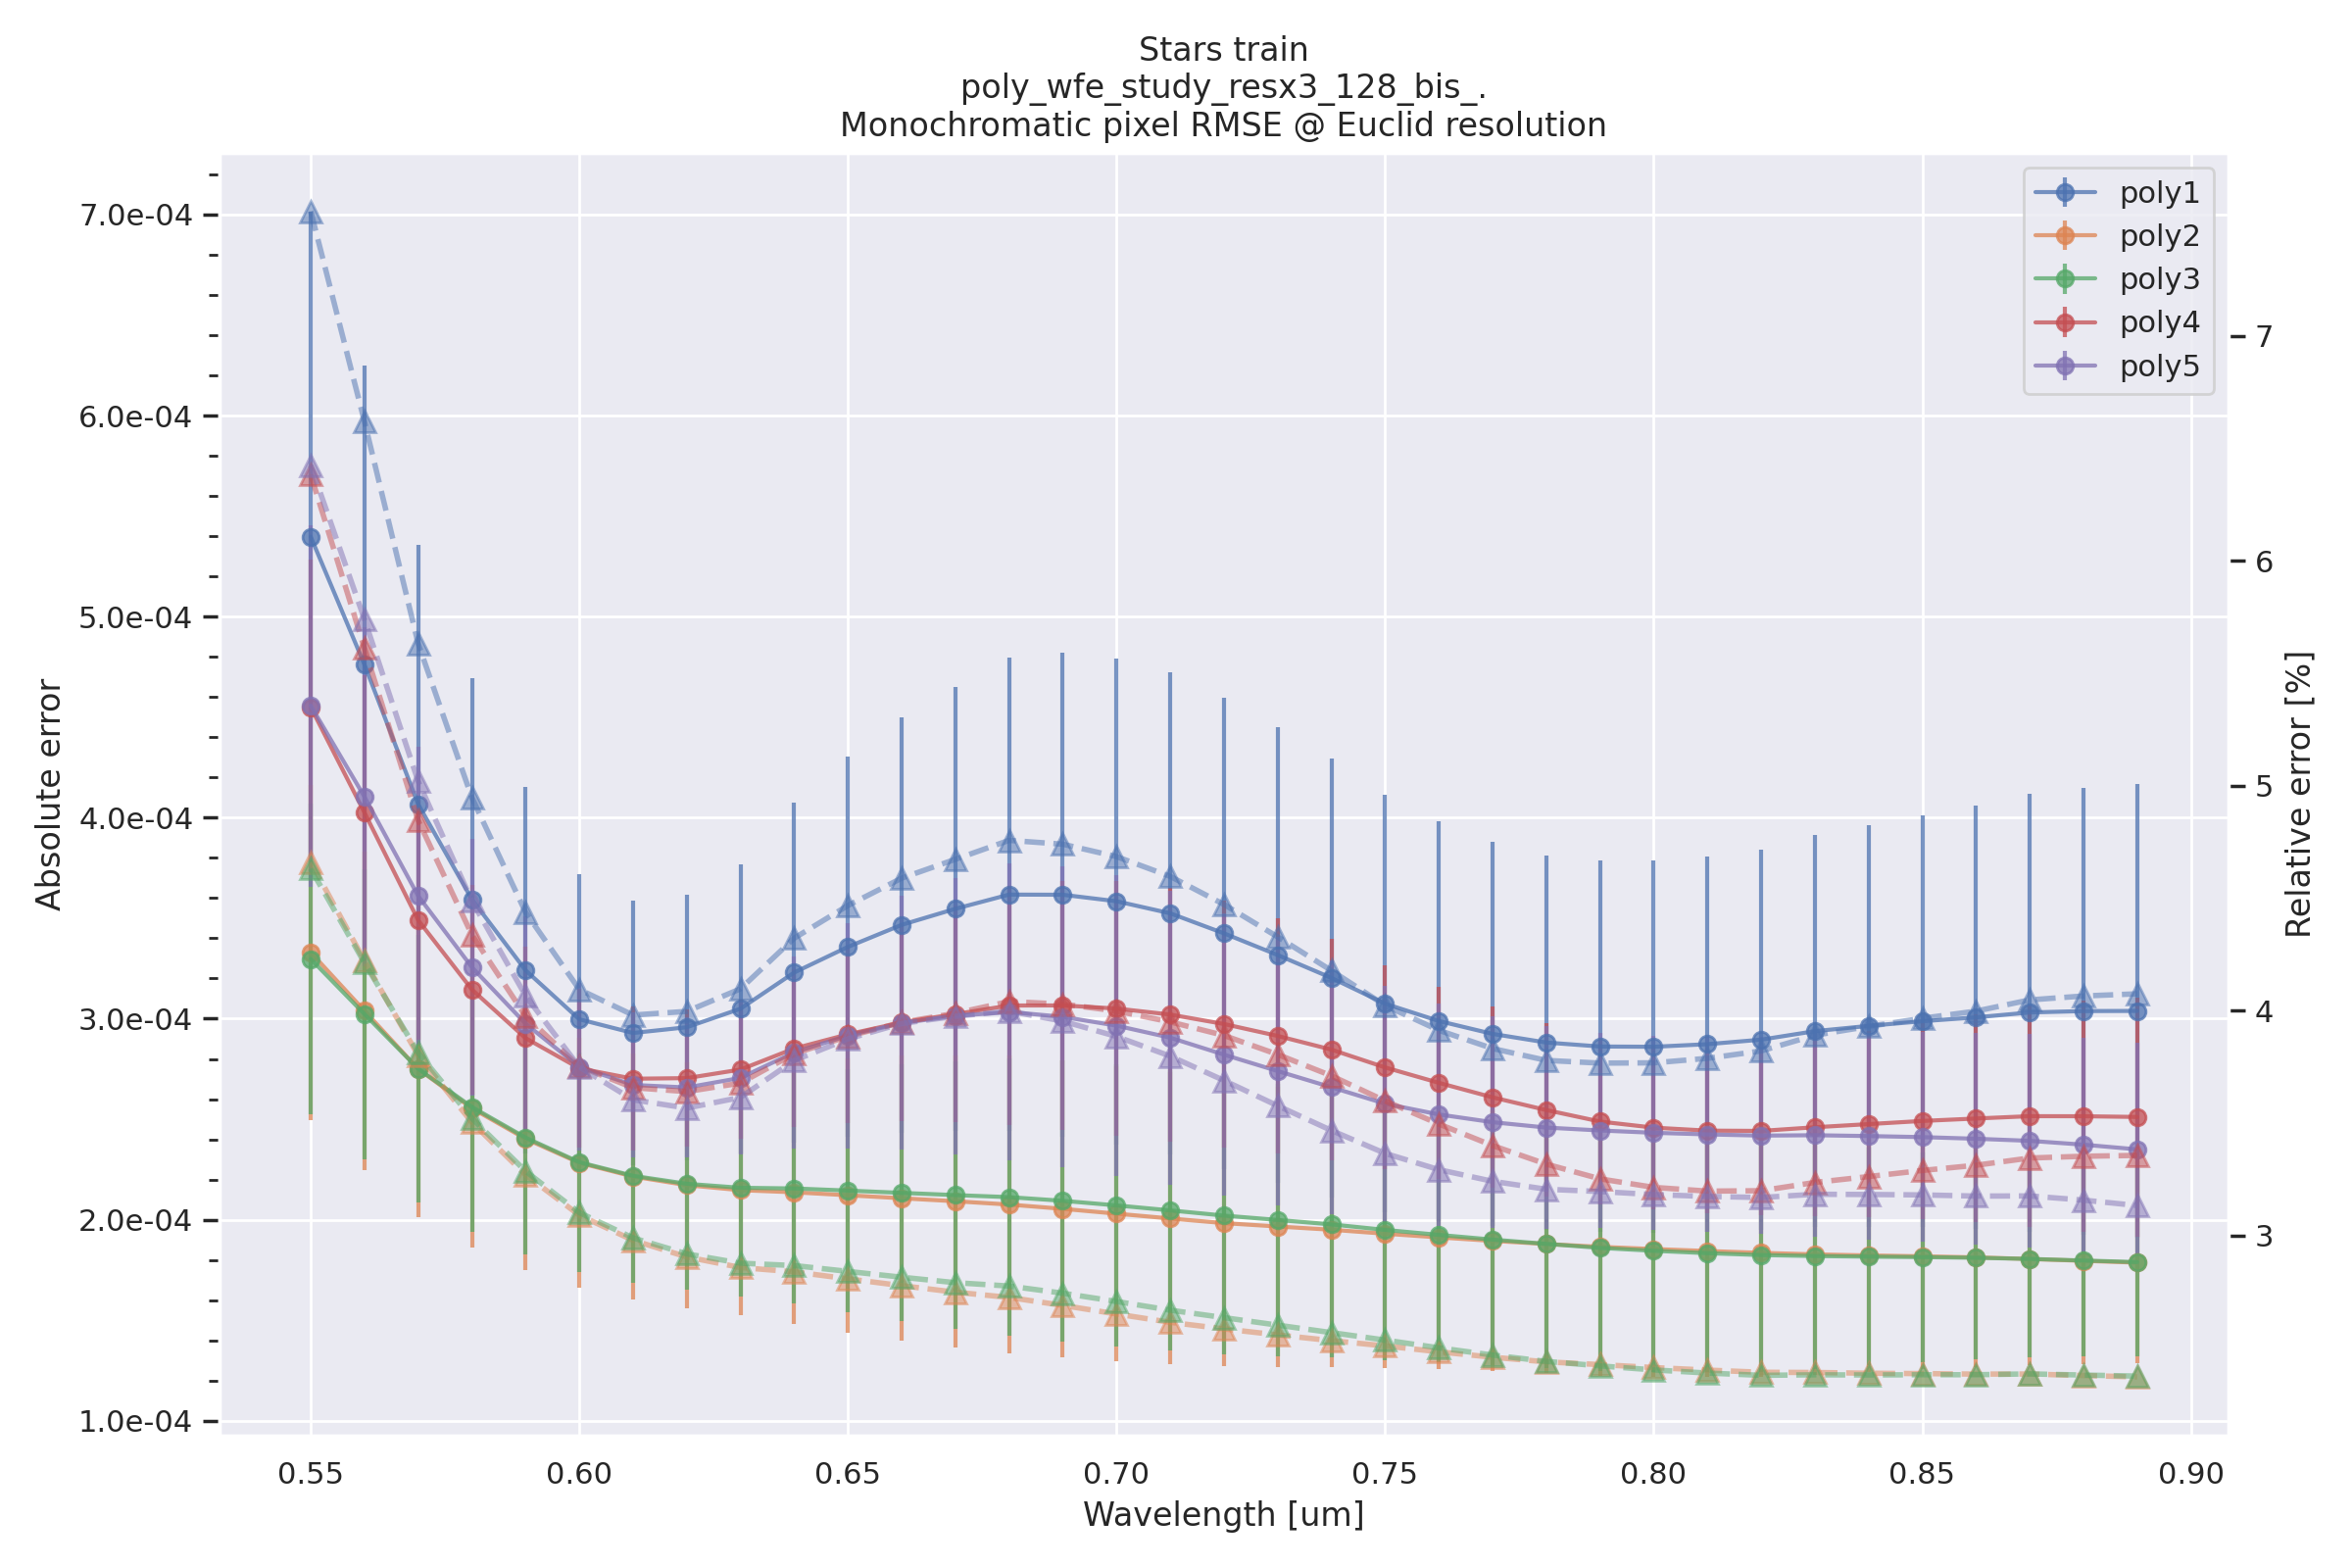 Stars train
poly_wfe_study_resx3_128_bis_.
Monochromatic pixel RMSE @ Euclid resolution
poly1
poly2
poly3
poly4
poly5
7.0e-04
6.0e-04
5.0e-04
4.0e-04
3.0e-04
2.0e-04
1.0e-04
Absolute error
7
6
5
4
3
Relative error [%]
0.55 0.60 0.65 0.70 0.75 0.80 0.85 0.90
Wavelength [um]